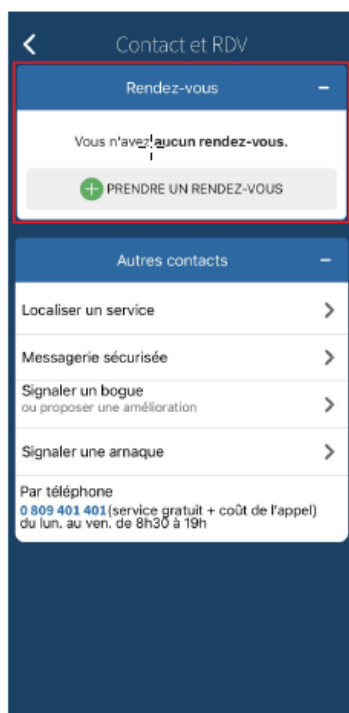 Contact et RDV
Rendez-vous
Vous n'avez aucun rendez-vous.
PRENDRE UN RENDEZ-VOUS
Autres contacts
Localiser un service
Messagerie sécurisée
Signaler un bogue
ou proposer une amélioration
Signaler une arnaque
Par téléphone
0 809 401 401(service gratuit + coût de l'appel)
du lun. au ven. de 8h30 à 19h